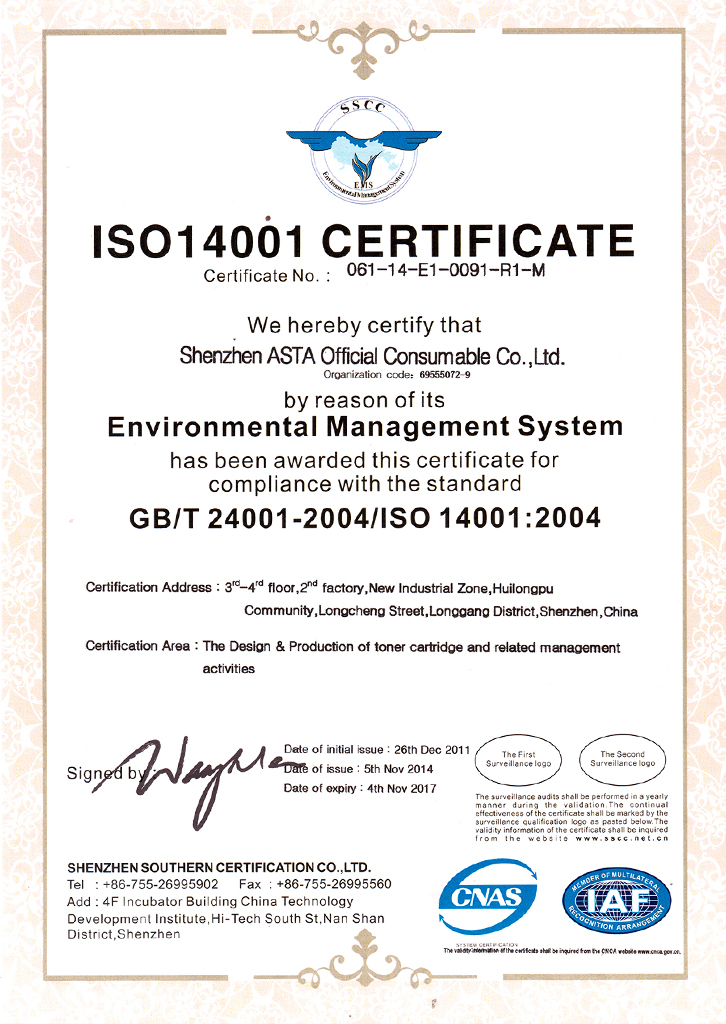 SSCC
EMS
Environmental Management System
ISO14001 CERTIFICATE
Certificate No. : 061-14-E1-0091-R1-M
We hereby certify that
Shenzhen ASTA Official Consumable Co.,Ltd.
Organization code: 69555072-9
by reason of its
Environmental Management System
has been awarded this certificate for
compliance with the standard
GB/T 24001-2004/ISO 14001:2004
Certification Address : 3rd-4rd floor,2nd factory,New Industrial Zone,Huilongpu
Community,Longcheng Street,Longgang District,Shenzhen,China
Certification Area : The Design & Production of toner cartridge and related management
activities
Signed by:
Date of initial issue : 26th Dec 2011
Date of issue : 5th Nov 2014
Date of expiry : 4th Nov 2017
The First
Surveillance logo
The Second
Surveillance logo
The surveillance audits shall be performed in a yearly
manner during the validation.The continual
effectiveness of the certificate shall be marked by the
surveillance qualification logo as pasted below.The
validity information of the certificate shall be inquired
from the website www.sscc.net.cn
SHENZHEN SOUTHERN CERTIFICATION CO.,LTD.
Tel : +86-755-26995902 Fax : +86-755-26995560
Add : 4F Incubator Building China Technology
Development Institute,Hi-Tech South St,Nan Shan
District,Shenzhen
CNAS
SYSTEM CERTIFICATION
MEMBER OF MULTILATERAL
IAF
RECOGNITION ARRANGEMENT
The validity information of the certificate shall be inquired from the CNCA website www.cnca.gov.cn.